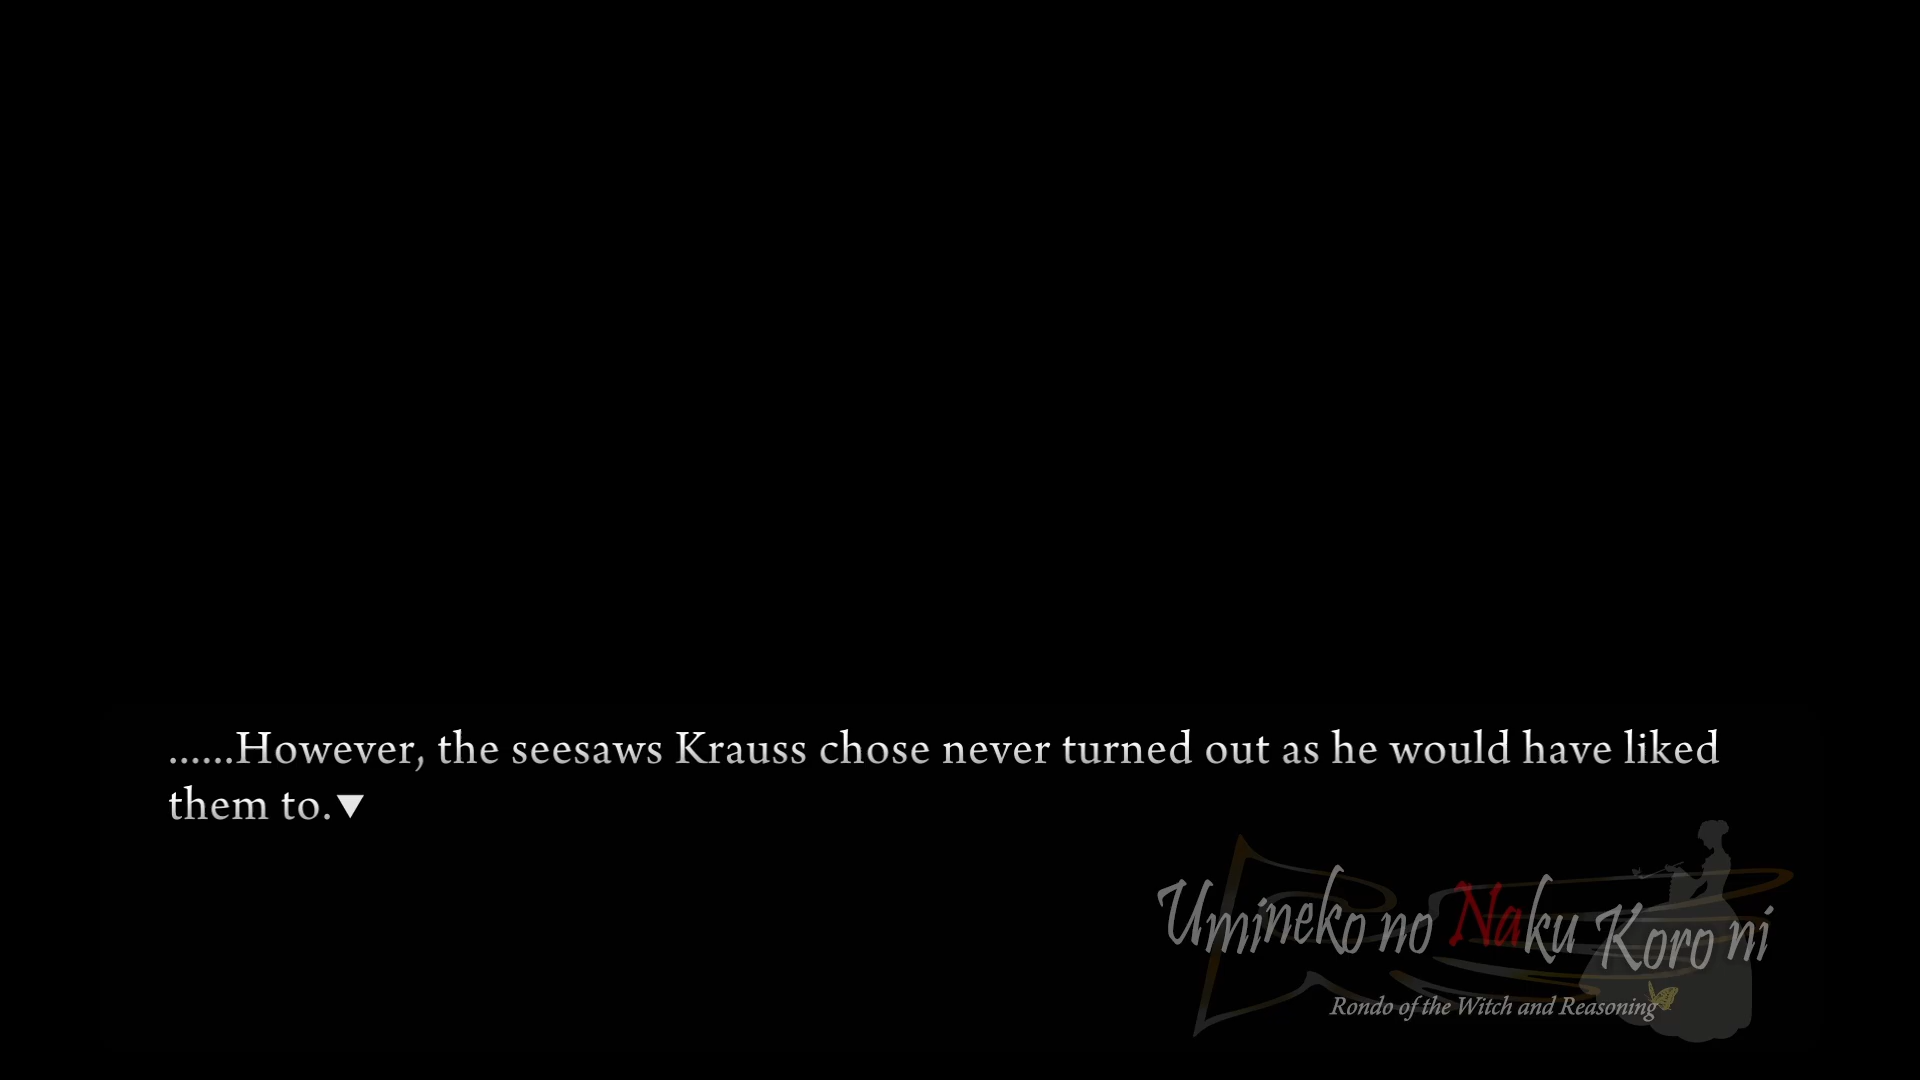 ......However, the seesaws Krauss chose never turned out as he would have liked
them to.▼
Umineko no Naku Koro ni
Rondo of the Witch and Reasoning